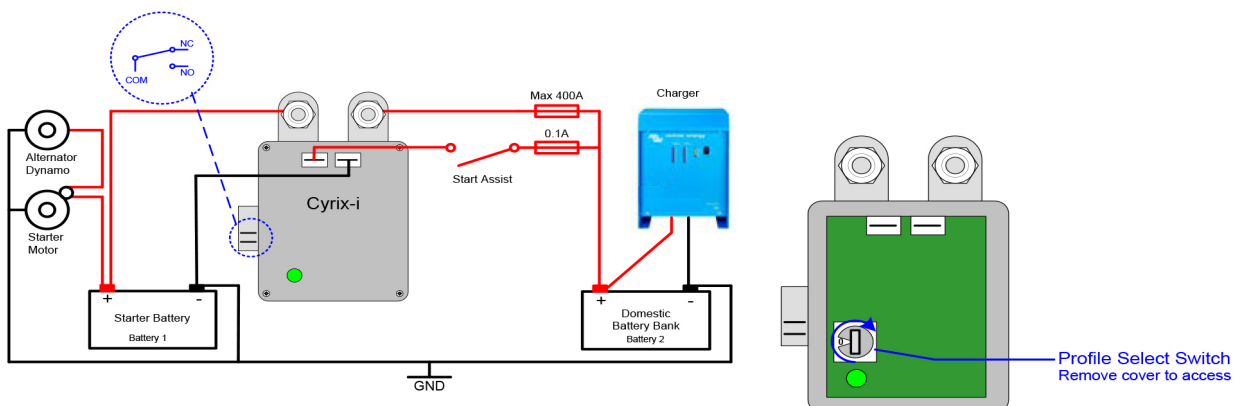 NC
NO
COM
Max 400A
Charger
0.1A
Alternator
Dynamo
Start Assist
Cyrix-i
Starter
Motor
+
-
Starter Battery
Battery 1
+
-
Domestic
Battery Bank
Battery 2
GND
Profile Select Switch
Remove cover to access